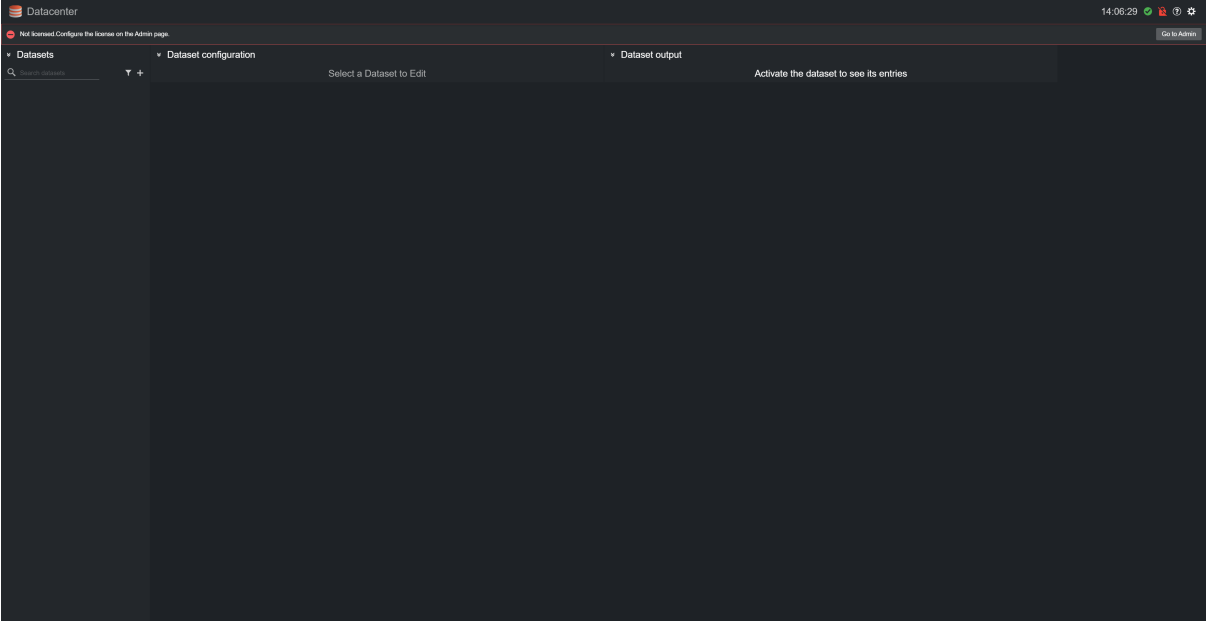 Datacenter
14:06:29
Not licensed.Configure the license on the Admin page.
Go to Admin
Datasets
Search datasets
Dataset configuration
Select a Dataset to Edit
Dataset output
Activate the dataset to see its entries